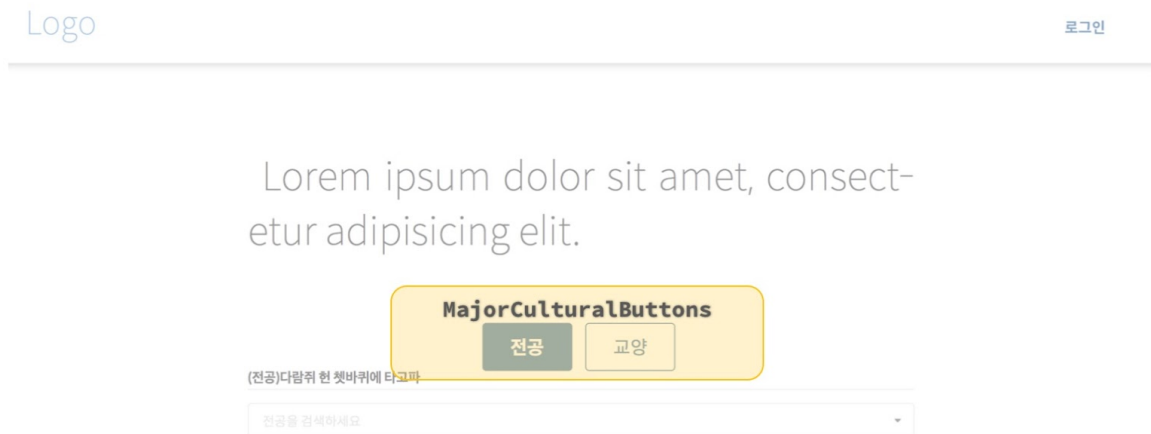 Logo
로그인
Lorem ipsum dolor sit amet, consect-
etur adipisicing elit.
MajorCulturalButtons
전공
교양
(전공)다람쥐 헌 쳇바퀴에 타고파
전공을 검색하세요